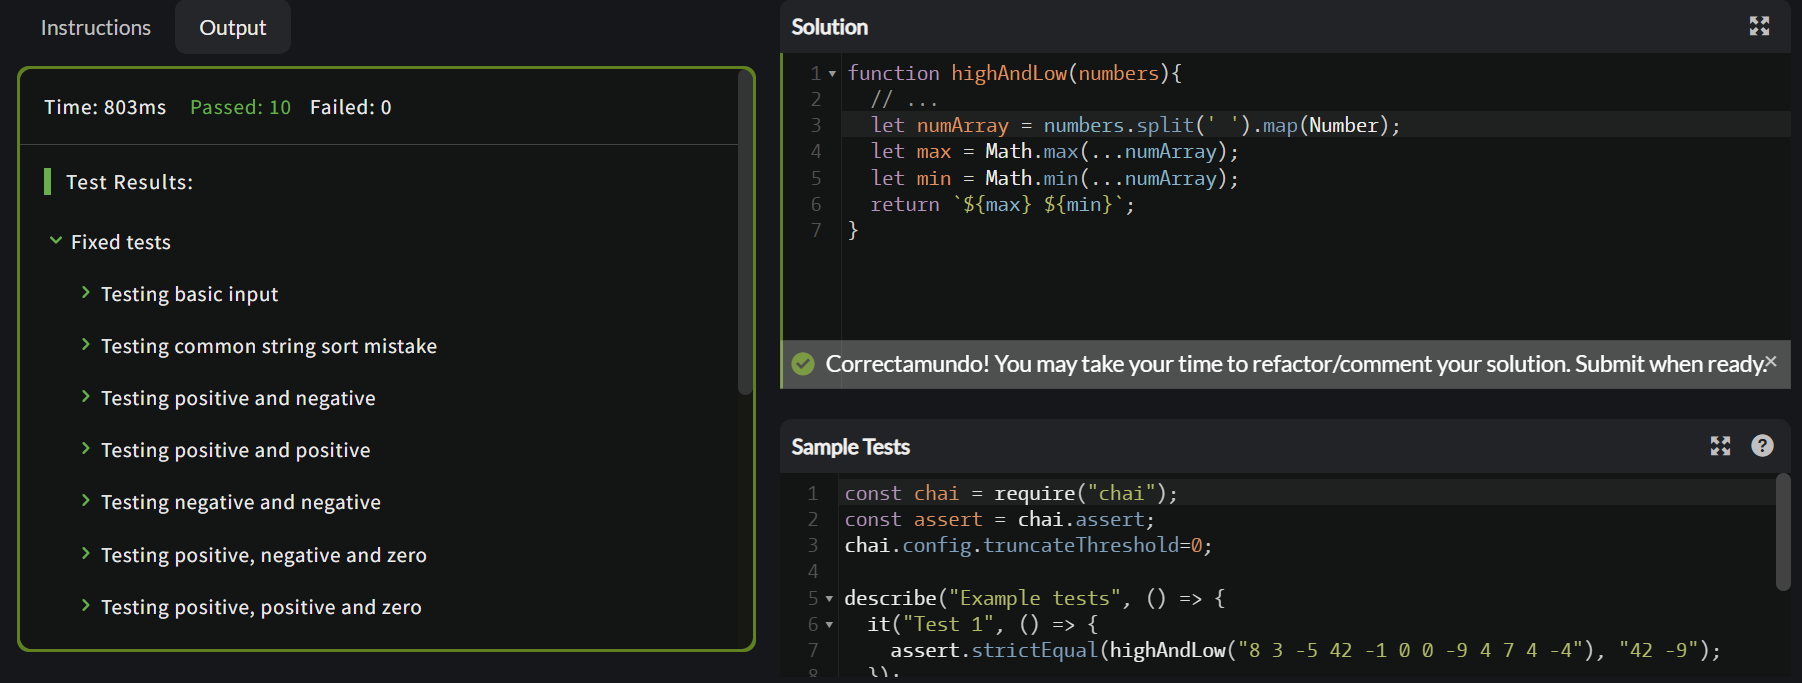 Instructions Output
Time: 803ms Passed: 10 Failed: 0
Test Results:
Fixed tests
Testing basic input
Testing common string sort mistake
Testing positive and negative
Testing positive and positive
Testing negative and negative
Testing positive, negative and zero
Testing positive, positive and zero
Solution
1 function highAndLow(numbers){
2 // ...
3 let numArray = numbers.split(' ').map(Number);
4 let max = Math.max(...numArray);
5 let min = Math.min(...numArray);
6 return `${max} ${min}`;
7 }
Correctamundo! You may take your time to refactor/comment your solution. Submit when ready.
Sample Tests
1 const chai = require("chai");
2 const assert = chai.assert;
3 chai.config.truncateThreshold=0;
4
5 describe("Example tests", () => {
6 it("Test 1", () => {
7 assert.strictEqual(highAndLow("8 3 -5 42 -1 0 0 -9 4 7 4 -4"), "42 -9");
8 });